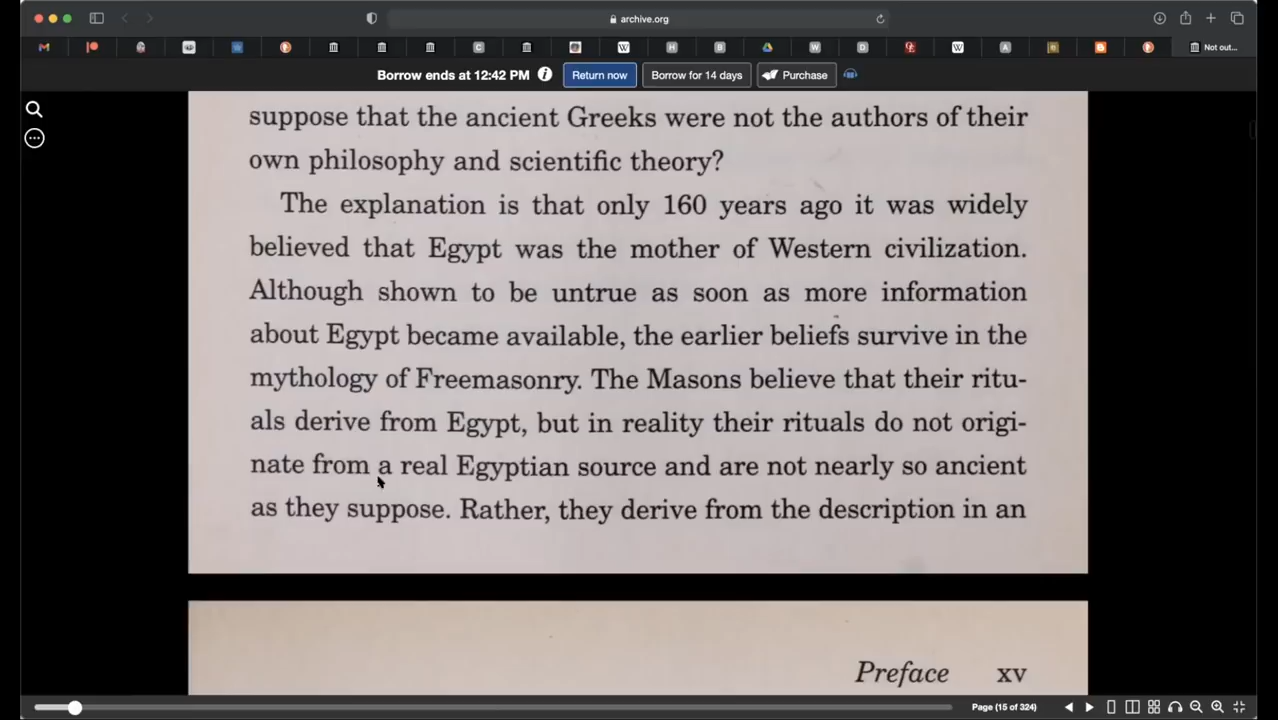 archive.org
Not out...
Borrow ends at 12:42 PM
Return now
Borrow for 14 days
Purchase
suppose that the ancient Greeks were not the authors of their
own philosophy and scientific theory?
The explanation is that only 160 years ago it was widely
believed that Egypt was the mother of Western civilization.
Although shown to be untrue as soon as more information
about Egypt became available, the earlier beliefs survive in the
mythology of Freemasonry. The Masons believe that their ritu-
als derive from Egypt, but in reality their rituals do not origi-
nate from a real Egyptian source and are not nearly so ancient
as they suppose. Rather, they derive from the description in an
Preface xv
Page (15 of 324)